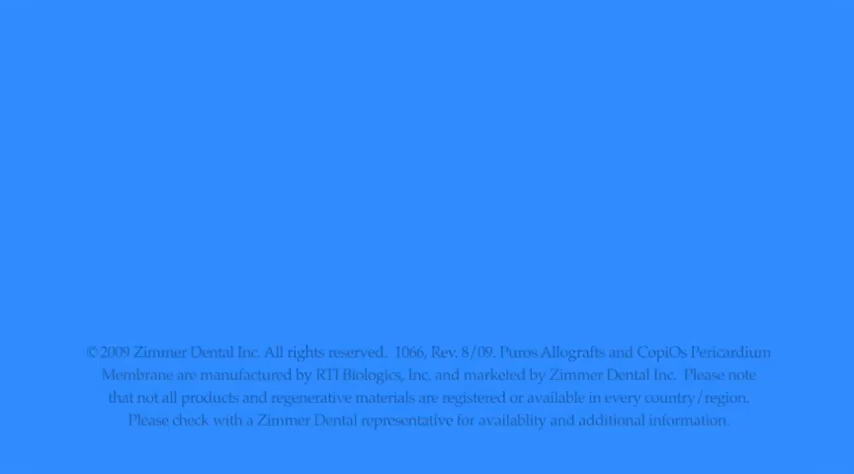 © 2009 Zimmer Dental Inc. All rights reserved.  1066, Rev. 8/09. Puros Allografts and CopiOs Pericardium
Membrane are manufactured by RTI Biologics, Inc. and marketed by Zimmer Dental Inc.  Please note
that not all products and regenerative materials are registered or available in every country/region.
Please check with a Zimmer Dental representative for availablity and additional information.